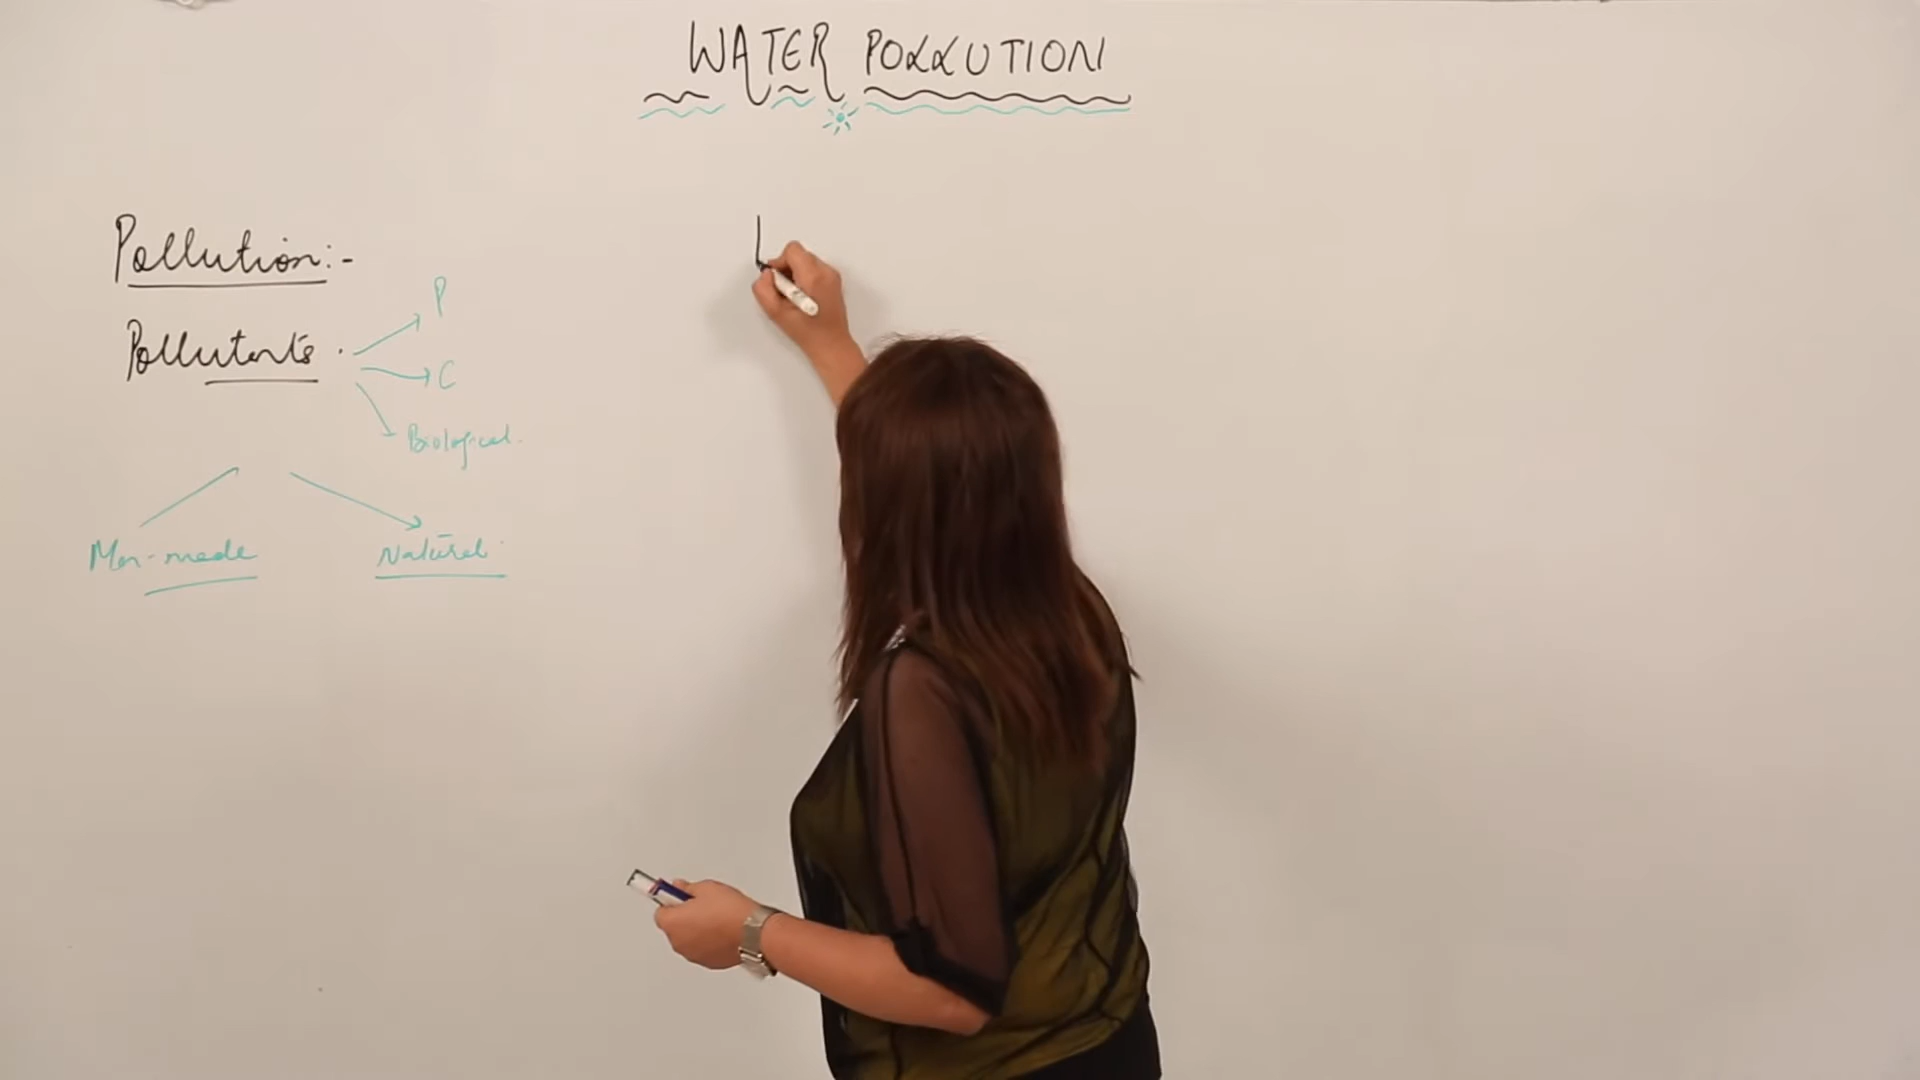 WATER POLLUTION
Pollution:-
Pollutants.
P
C
Biological.
Man-made
Natural.